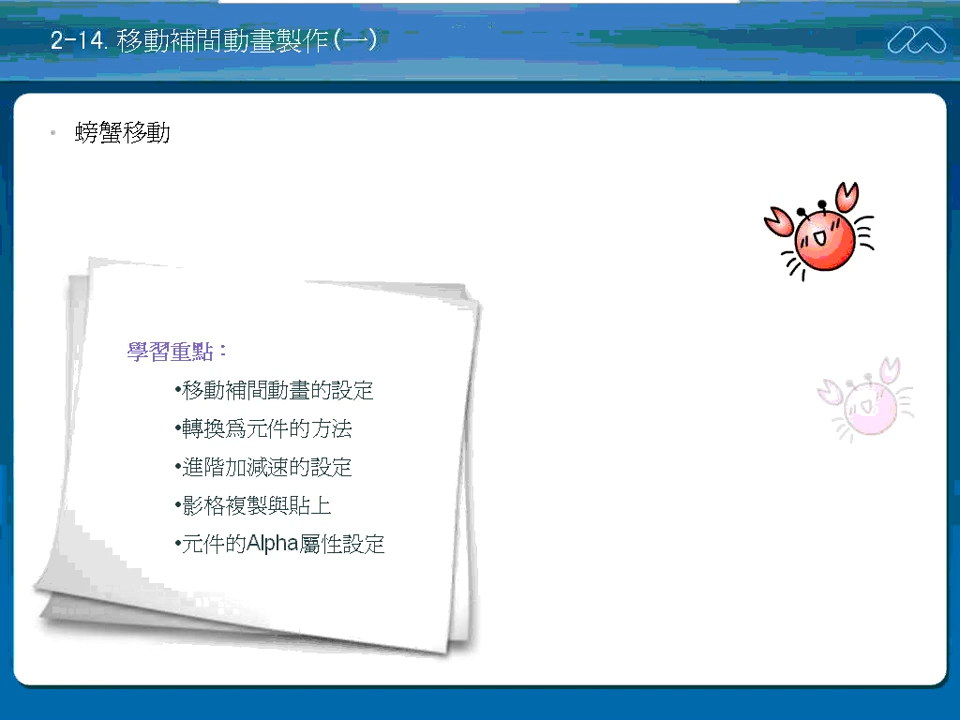 2-14. 移動補間動畫製作(一)
▪ 螃蟹移動
學習重點：
•移動補間動畫的設定
•轉換為元件的方法
•進階加減速的設定
•影格複製與貼上
•元件的Alpha屬性設定